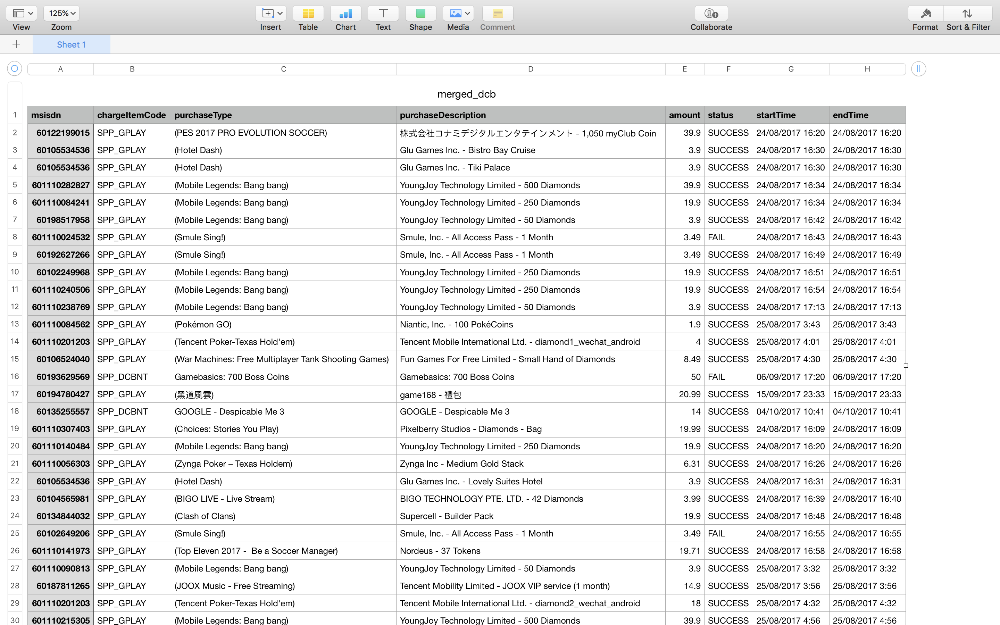 125%
View Zoom Insert Table Chart Text Shape Media Comment Collaborate Format Sort & Filter
Sheet 1
A B C D E F G H
merged_dcb
1 msisdn chargeItemCode purchaseType purchaseDescription amount status startTime endTime
2 60122199015 SPP_GPLAY (PES 2017 PRO EVOLUTION SOCCER) 株式会社コナミデジタルエンタテインメント - 1,050 myClub Coin 39.9 SUCCESS 24/08/2017 16:20 24/08/2017 16:20
3 60105534536 SPP_GPLAY (Hotel Dash) Glu Games Inc. - Bistro Bay Cruise 3.9 SUCCESS 24/08/2017 16:30 24/08/2017 16:30
4 60105534536 SPP_GPLAY (Hotel Dash) Glu Games Inc. - Tiki Palace 3.9 SUCCESS 24/08/2017 16:30 24/08/2017 16:30
5 601110282827 SPP_GPLAY (Mobile Legends: Bang bang) YoungJoy Technology Limited - 500 Diamonds 39.9 SUCCESS 24/08/2017 16:34 24/08/2017 16:34
6 601110084241 SPP_GPLAY (Mobile Legends: Bang bang) YoungJoy Technology Limited - 250 Diamonds 19.9 SUCCESS 24/08/2017 16:34 24/08/2017 16:34
7 60198517958 SPP_GPLAY (Mobile Legends: Bang bang) YoungJoy Technology Limited - 50 Diamonds 3.9 SUCCESS 24/08/2017 16:42 24/08/2017 16:42
8 601110024532 SPP_GPLAY (Smule Sing!) Smule, Inc. - All Access Pass - 1 Month 3.49 FAIL 24/08/2017 16:43 24/08/2017 16:43
9 60192627266 SPP_GPLAY (Smule Sing!) Smule, Inc. - All Access Pass - 1 Month 3.49 SUCCESS 24/08/2017 16:49 24/08/2017 16:49
10 60102249968 SPP_GPLAY (Mobile Legends: Bang bang) YoungJoy Technology Limited - 250 Diamonds 19.9 SUCCESS 24/08/2017 16:51 24/08/2017 16:51
11 601110240506 SPP_GPLAY (Mobile Legends: Bang bang) YoungJoy Technology Limited - 250 Diamonds 19.9 SUCCESS 24/08/2017 16:54 24/08/2017 16:54
12 601110238769 SPP_GPLAY (Mobile Legends: Bang bang) YoungJoy Technology Limited - 50 Diamonds 3.9 SUCCESS 24/08/2017 17:13 24/08/2017 17:13
13 601110084562 SPP_GPLAY (Pokémon GO) Niantic, Inc. - 100 PokéCoins 1.9 SUCCESS 25/08/2017 3:43 25/08/2017 3:43
14 601110201203 SPP_GPLAY (Tencent Poker-Texas Hold'em) Tencent Mobile International Ltd. - diamond1_wechat_android 4 SUCCESS 25/08/2017 4:01 25/08/2017 4:01
15 60106524040 SPP_GPLAY (War Machines: Free Multiplayer Tank Shooting Games) Fun Games For Free Limited - Small Hand of Diamonds 8.49 SUCCESS 25/08/2017 4:30 25/08/2017 4:30
16 60193629569 SPP_DCBNT Gamebasics: 700 Boss Coins Gamebasics: 700 Boss Coins 50 FAIL 06/09/2017 17:20 06/09/2017 17:20
17 60194780427 SPP_GPLAY (黑道風雲) game168 - 禮包 20.99 SUCCESS 15/09/2017 23:33 15/09/2017 23:33
18 60135255557 SPP_DCBNT GOOGLE - Despicable Me 3 GOOGLE - Despicable Me 3 14 SUCCESS 04/10/2017 10:41 04/10/2017 10:41
19 601110307403 SPP_GPLAY (Choices: Stories You Play) Pixelberry Studios - Diamonds - Bag 19.99 SUCCESS 24/08/2017 16:09 24/08/2017 16:09
20 601110140484 SPP_GPLAY (Mobile Legends: Bang bang) YoungJoy Technology Limited - 250 Diamonds 19.9 SUCCESS 24/08/2017 16:20 24/08/2017 16:20
21 601110056303 SPP_GPLAY (Zynga Poker – Texas Holdem) Zynga Inc - Medium Gold Stack 6.31 SUCCESS 24/08/2017 16:26 24/08/2017 16:26
22 60105534536 SPP_GPLAY (Hotel Dash) Glu Games Inc. - Lovely Suites Hotel 3.9 SUCCESS 24/08/2017 16:31 24/08/2017 16:31
23 60104565981 SPP_GPLAY (BIGO LIVE - Live Stream) BIGO TECHNOLOGY PTE. LTD. - 42 Diamonds 3.99 SUCCESS 24/08/2017 16:39 24/08/2017 16:40
24 60134844032 SPP_GPLAY (Clash of Clans) Supercell - Builder Pack 19.9 SUCCESS 24/08/2017 16:48 24/08/2017 16:48
25 60102649206 SPP_GPLAY (Smule Sing!) Smule, Inc. - All Access Pass - 1 Month 3.49 FAIL 24/08/2017 16:55 24/08/2017 16:55
26 601110141973 SPP_GPLAY (Top Eleven 2017 -  Be a Soccer Manager) Nordeus - 37 Tokens 19.71 SUCCESS 24/08/2017 16:58 24/08/2017 16:58
27 601110090813 SPP_GPLAY (Mobile Legends: Bang bang) YoungJoy Technology Limited - 50 Diamonds 3.9 SUCCESS 25/08/2017 3:32 25/08/2017 3:32
28 60187811265 SPP_GPLAY (JOOX Music - Free Streaming) Tencent Mobility Limited - JOOX VIP service (1 month) 14.9 SUCCESS 25/08/2017 3:56 25/08/2017 3:56
29 601110201203 SPP_GPLAY (Tencent Poker-Texas Hold'em) Tencent Mobile International Ltd. - diamond2_wechat_android 18 SUCCESS 25/08/2017 4:32 25/08/2017 4:32
30 601110215305 SPP_GPLAY (Mobile Legends: Bang bang) YoungJoy Technology Limited - 500 Diamonds 39.9 SUCCESS 25/08/2017 4:56 25/08/2017 4:56